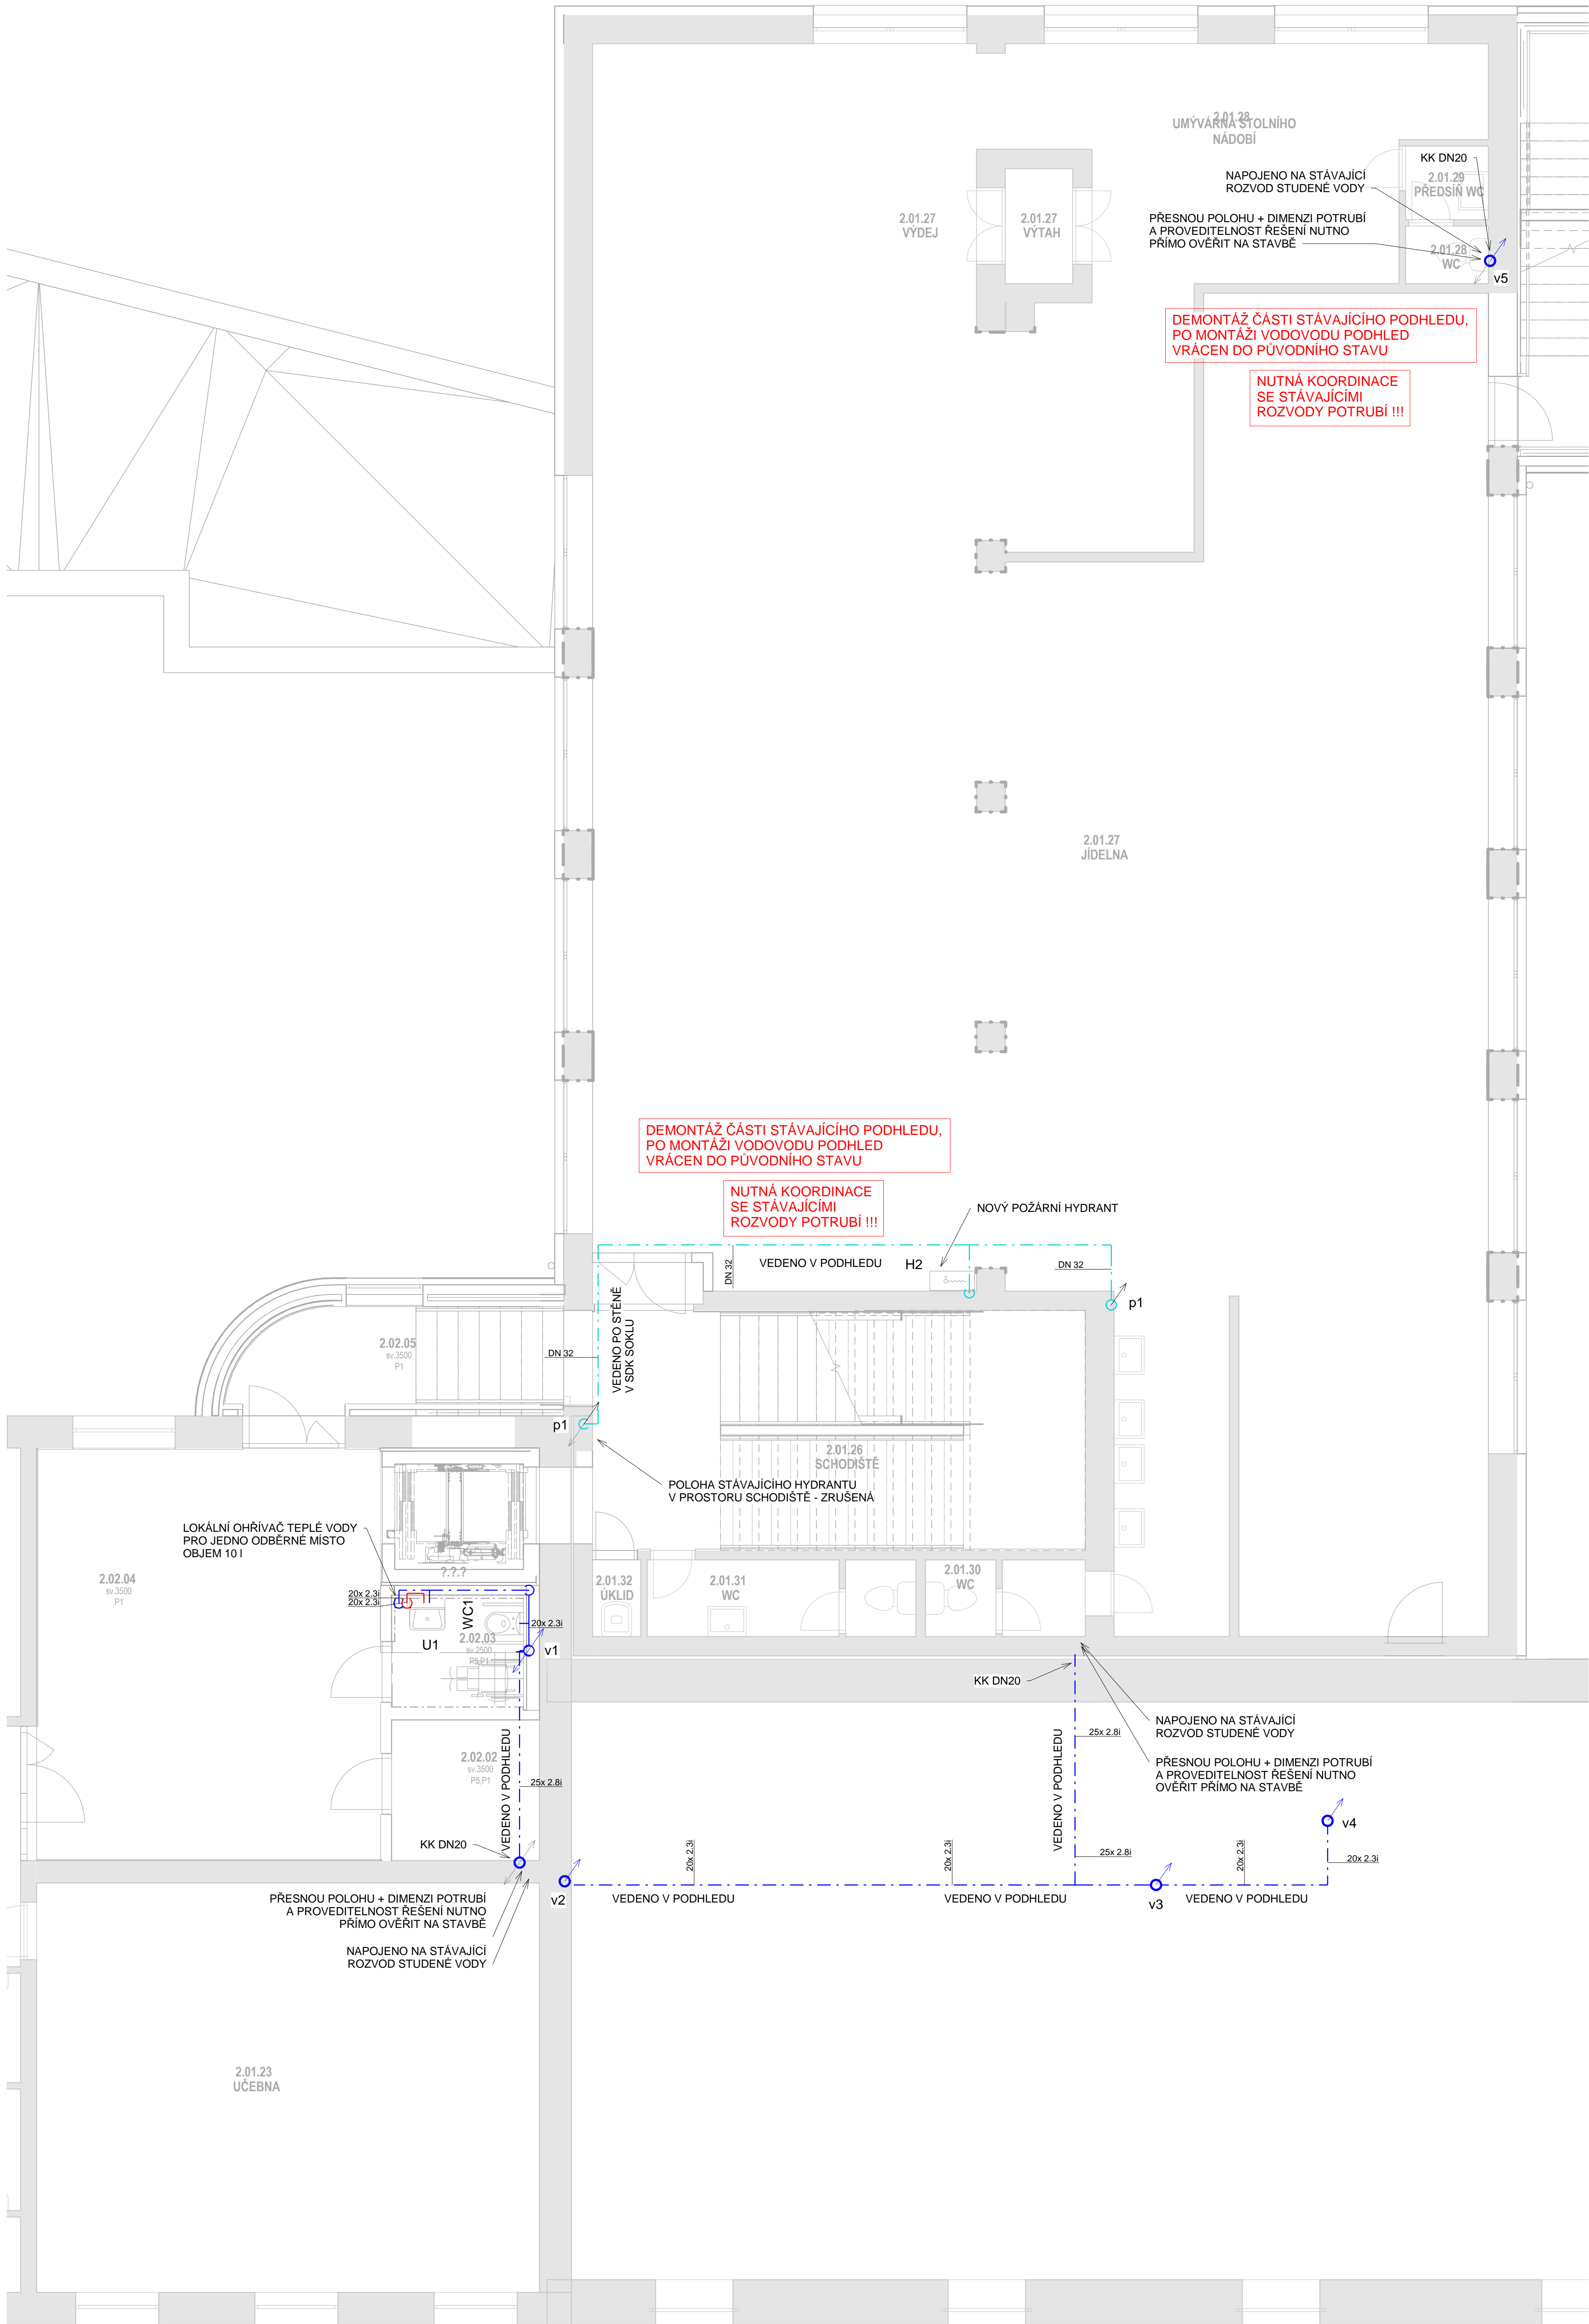 2.01.28
UMÝVÁRNA STOLNÍHO
NÁDOBÍ
KK DN20
2.01.29
PŘEDSÍŇ WC
NAPOJENO NA STÁVAJÍCÍ
ROZVOD STUDENÉ VODY
2.01.27
VÝDEJ
2.01.27
VÝTAH
PŘESNOU POLOHU + DIMENZI POTRUBÍ
A PROVEDITELNOST ŘEŠENÍ NUTNO
PŘÍMO OVĚŘIT NA STAVBĚ
2.01.28
WC
v5
DEMONTÁŽ ČÁSTI STÁVAJÍCÍHO PODHLEDU,
PO MONTÁŽI VODOVODU PODHLED
VRÁCEN DO PŮVODNÍHO STAVU
NUTNÁ KOORDINACE
SE STÁVAJÍCÍMI
ROZVODY POTRUBÍ !!!
2.01.27
JÍDELNA
DEMONTÁŽ ČÁSTI STÁVAJÍCÍHO PODHLEDU,
PO MONTÁŽI VODOVODU PODHLED
VRÁCEN DO PŮVODNÍHO STAVU
NUTNÁ KOORDINACE
SE STÁVAJÍCÍMI
ROZVODY POTRUBÍ !!!
NOVÝ POŽÁRNÍ HYDRANT
DN 32
VEDENO V PODHLEDU
H2
DN 32
p1
VEDENO PO STĚNĚ
V SDK SOKLU
2.02.05
sv.3500
P1
DN 32
p1
2.01.26
SCHODIŠTĚ
POLOHA STÁVAJÍCÍHO HYDRANTU
V PROSTORU SCHODIŠTĚ - ZRUŠENÁ
LOKÁLNÍ OHŘÍVAČ TEPLÉ VODY
PRO JEDNO ODBĚRNÉ MÍSTO
OBJEM 10 l
?.?.?
2.02.04
sv.3500
P1
20x 2.3i
20x 2.3i
WC1
U1
2.02.03
sv.2500
P5,P1
20x 2.3i
v1
2.01.32
ÚKLID
2.01.31
WC
2.01.30
WC
KK DN20
NAPOJENO NA STÁVAJÍCÍ
ROZVOD STUDENÉ VODY
25x 2.8i
VEDENO V PODHLEDU
PŘESNOU POLOHU + DIMENZI POTRUBÍ
A PROVEDITELNOST ŘEŠENÍ NUTNO
OVĚŘIT PŘÍMO NA STAVBĚ
2.02.02
sv.3500
P5,P1
VEDENO V PODHLEDU
25x 2.8i
KK DN20
v4
20x 2.3i
20x 2.3i
25x 2.8i
20x 2.3i
20x 2.3i
v2
VEDENO V PODHLEDU
VEDENO V PODHLEDU
v3
VEDENO V PODHLEDU
PŘESNOU POLOHU + DIMENZI POTRUBÍ
A PROVEDITELNOST ŘEŠENÍ NUTNO
PŘÍMO OVĚŘIT NA STAVBĚ
NAPOJENO NA STÁVAJÍCÍ
ROZVOD STUDENÉ VODY
2.01.23
UČEBNA